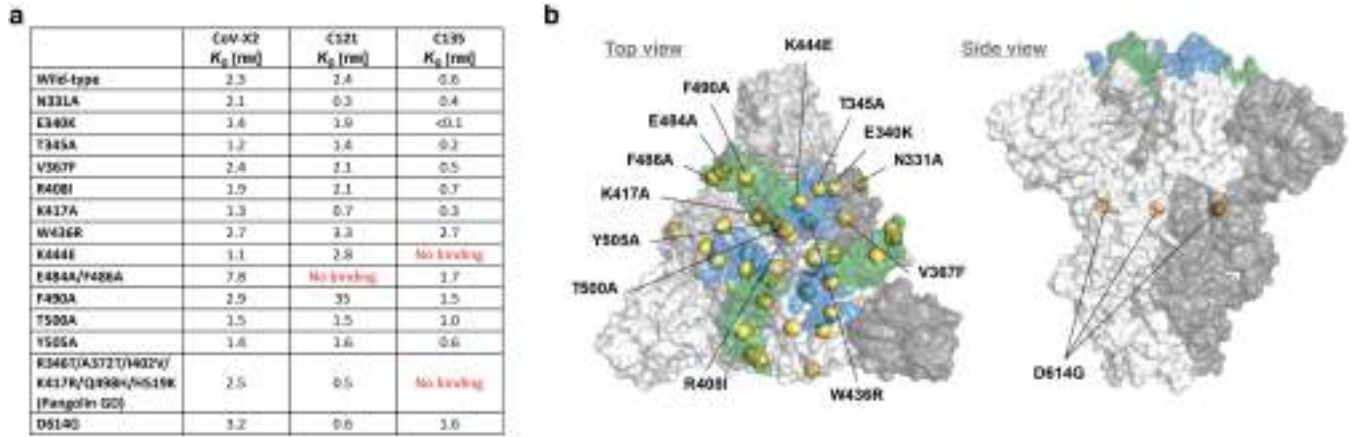 a
CoV-X2 C121 C135
K_D [nM] K_D [nM] K_D [nM]
Wild-type 2.3 2.4 0.6
N331A 2.1 0.3 0.4
E340K 1.4 1.9 <0.1
T345A 1.2 1.4 0.2
V367F 2.4 2.1 0.5
R408I 1.9 2.1 0.7
K417A 1.3 0.7 0.3
W436R 2.7 3.3 2.7
K444E 1.1 2.8 No binding
E484A/F486A 7.8 No binding 1.7
F490A 2.9 35 1.5
T500A 1.5 1.5 1.0
Y505A 1.4 1.6 0.6
R346T/A372T/I402V/
K417R/Q498H/H519K 2.5 0.5 No binding
(Pangolin GD)
D614G 3.2 0.6 1.6
b
Top view
K444E
Side view
F490A
T345A
E484A
E340K
F486A
N331A
K417A
Y505A
V367F
T500A
R408I
W436R
D614G